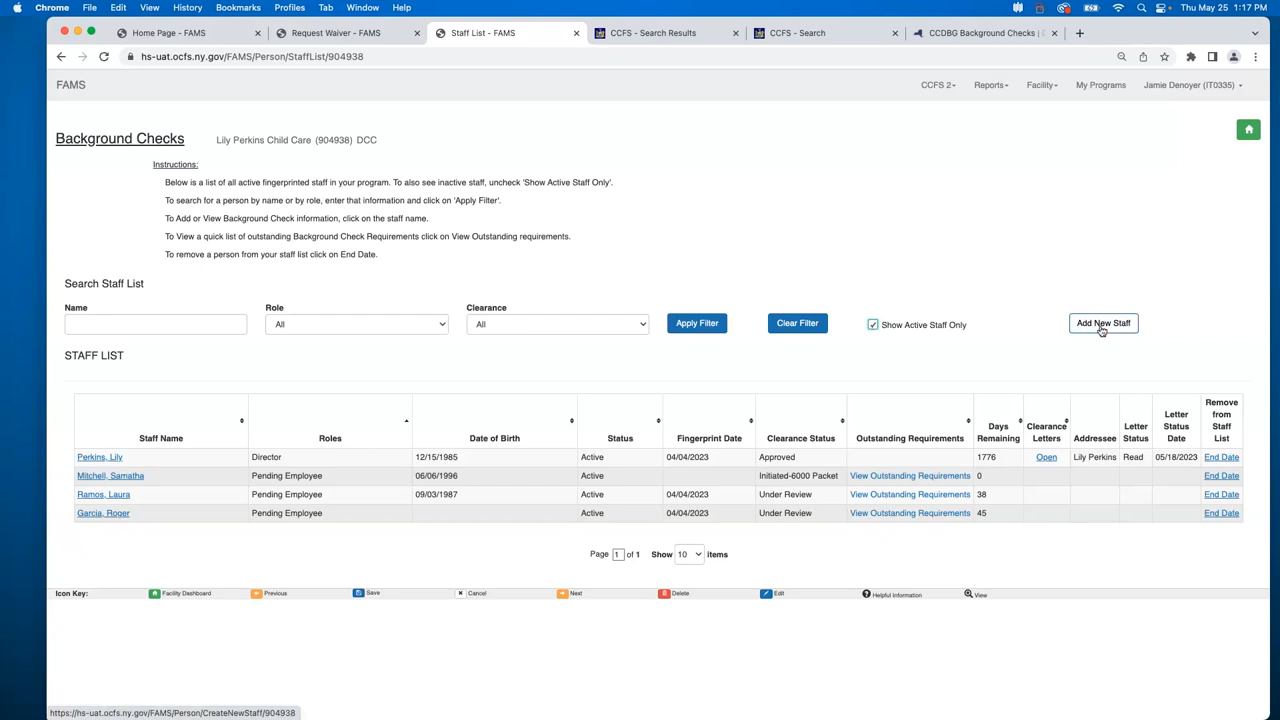 Chrome File Edit View History Bookmarks Profiles Tab Window Help Thu May 25 1:17 PM
Home Page - FAMS Request Waiver - FAMS Staff List - FAMS CCFS - Search Results CCFS - Search CCDBG Background Checks |
hs-uat.ocfs.ny.gov/FAMS/Person/StaffList/904938
FAMS CCFS 2 Reports Facility My Programs Jamie Denoyer (IT0335)
Background Checks Lily Perkins Child Care (904938) DCC
Instructions:
Below is a list of all active fingerprinted staff in your program. To also see inactive staff, uncheck 'Show Active Staff Only'.
To search for a person by name or by role, enter that information and click on 'Apply Filter'.
To Add or View Background Check information, click on the staff name.
To View a quick list of outstanding Background Check Requirements click on View Outstanding requirements.
To remove a person from your staff list click on End Date.
Search Staff List
Name Role Clearance
All All Apply Filter Clear Filter Show Active Staff Only Add New Staff
STAFF LIST
Staff Name Roles Date of Birth Status Fingerprint Date Clearance Status Outstanding Requirements Days Remaining Clearance Letters Addressee Letter Status Letter Status Date Remove from Staff List
Perkins, Lily Director 12/15/1985 Active 04/04/2023 Approved 1776 Open Lily Perkins Read 05/18/2023 End Date
Mitchell, Samatha Pending Employee 06/06/1996 Active Initiated-6000 Packet View Outstanding Requirements 0 End Date
Ramos, Laura Pending Employee 09/03/1987 Active 04/04/2023 Under Review View Outstanding Requirements 38 End Date
Garcia, Roger Pending Employee Active 04/04/2023 Under Review View Outstanding Requirements 45 End Date
Page 1 of 1 Show 10 items
Icon Key: Facility Dashboard Previous Save Cancel Next Delete Edit Helpful Information View
https://hs-uat.ocfs.ny.gov/FAMS/Person/CreateNewStaff/904938